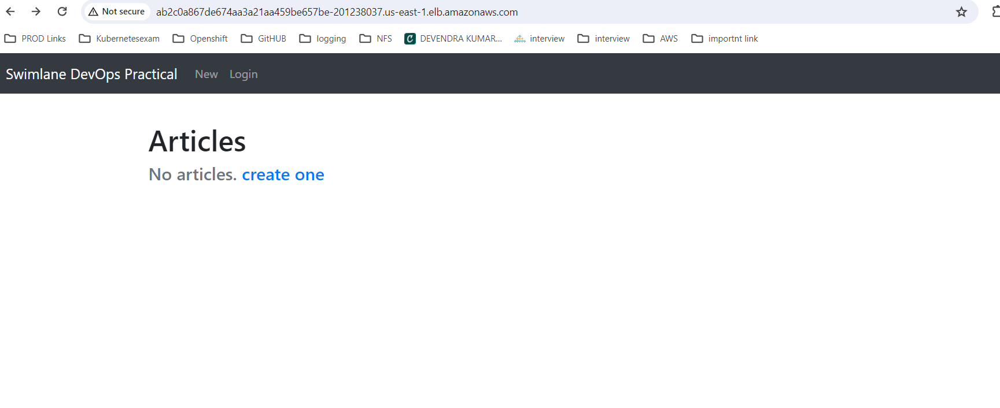 Not secure ab2c0a867de674aa3a21aa459be657be-201238037.us-east-1.elb.amazonaws.com
PROD Links Kubernetesexam Openshift GitHUB logging NFS DEVENDRA KUMAR... interview interview AWS importnt link
Swimlane DevOps Practical New Login
Articles
No articles. create one